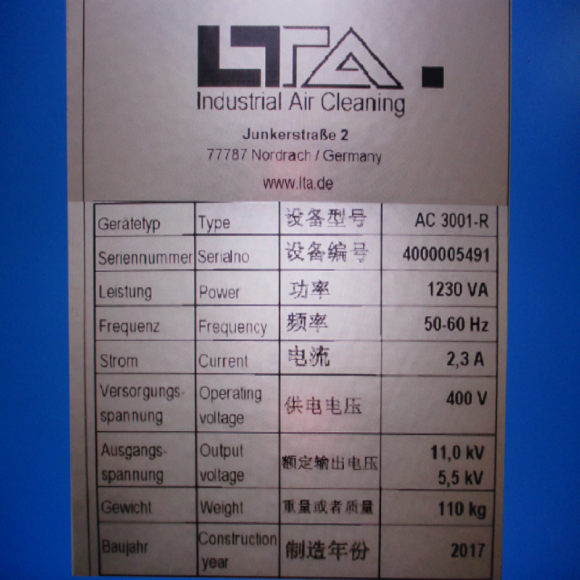 LTA
Industrial Air Cleaning
Junkerstraße 2
77787 Nordrach / Germany
www.lta.de
Gerätetyp Type 设备型号 AC 3001-R
Seriennummer Serialno 设备编号 4000005491
Leistung Power 功率 1230 VA
Frequenz Frequency 频率 50-60 Hz
Strom Current 电流 2,3 A
Versorgungs- Operating 供电电压 400 V
spannung voltage
Ausgangs- Output 额定输出电压 11,0 kV
spannung voltage 5,5 kV
Gewicht Weight 重量或者质量 110 kg
Baujahr Construction 制造年份 2017
year